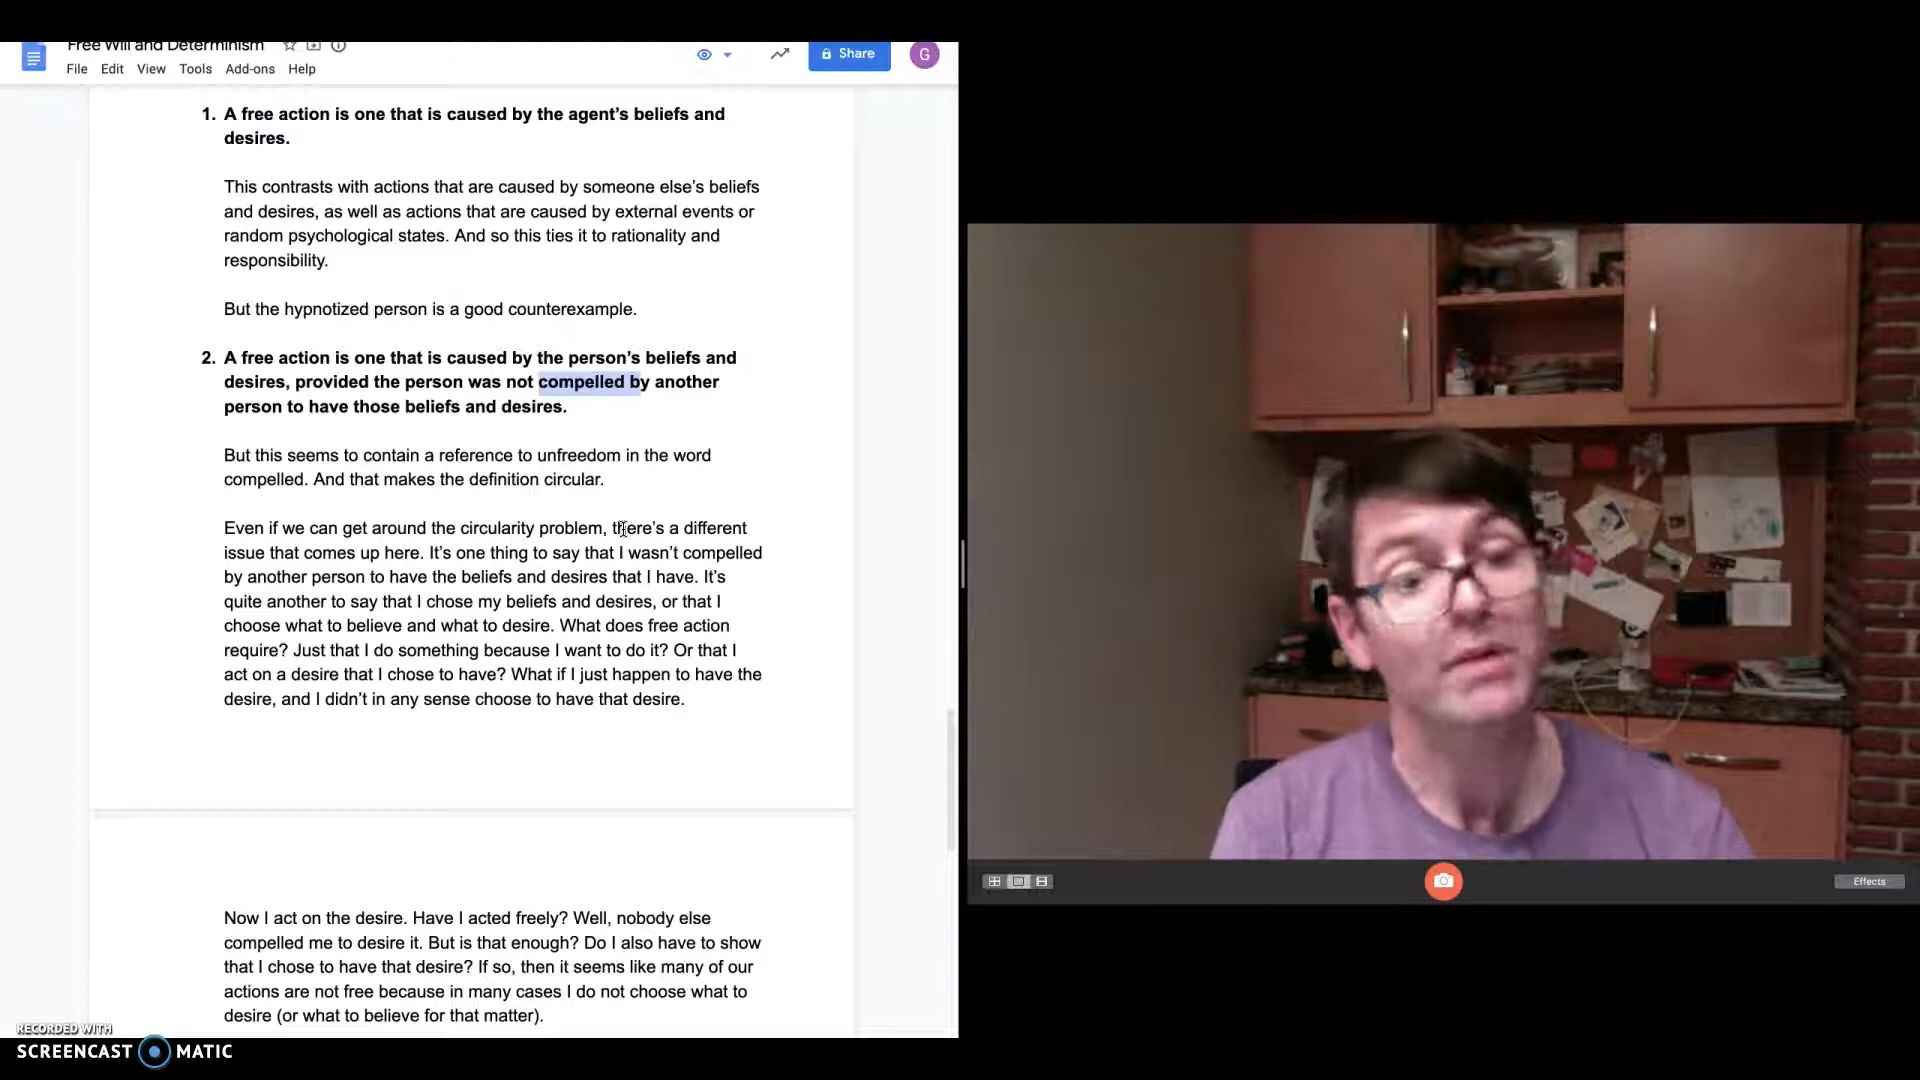 Free Will and Determinism
Share
G
File Edit View Tools Add-ons Help
1. A free action is one that is caused by the agent’s beliefs and
desires.
This contrasts with actions that are caused by someone else’s beliefs
and desires, as well as actions that are caused by external events or
random psychological states. And so this ties it to rationality and
responsibility.
But the hypnotized person is a good counterexample.
2. A free action is one that is caused by the person’s beliefs and
desires, provided the person was not compelled by another
person to have those beliefs and desires.
But this seems to contain a reference to unfreedom in the word
compelled. And that makes the definition circular.
Even if we can get around the circularity problem, there’s a different
issue that comes up here. It’s one thing to say that I wasn’t compelled
by another person to have the beliefs and desires that I have. It’s
quite another to say that I chose my beliefs and desires, or that I
choose what to believe and what to desire. What does free action
require? Just that I do something because I want to do it? Or that I
act on a desire that I chose to have? What if I just happen to have the
desire, and I didn’t in any sense choose to have that desire.
Now I act on the desire. Have I acted freely? Well, nobody else
compelled me to desire it. But is that enough? Do I also have to show
that I chose to have that desire? If so, then it seems like many of our
actions are not free because in many cases I do not choose what to
desire (or what to believe for that matter).
Effects
RECORDED WITH
SCREENCAST MATIC